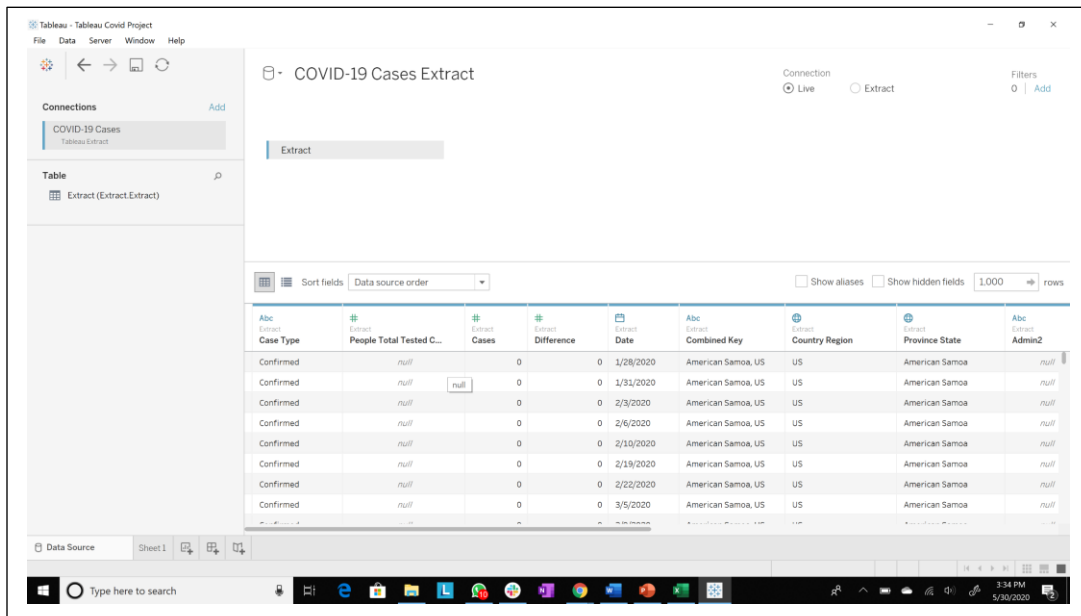 Tableau - Tableau Covid Project
File Data Server Window Help
COVID-19 Cases Extract
Connection
Live Extract
Filters
0 | Add
Connections Add
COVID-19 Cases
Tableau Extract
Extract
Table
Extract (Extract.Extract)
Sort fields Data source order Show aliases Show hidden fields 1,000 rows
Abc # # # Abc Abc
Extract Extract Extract Extract Extract Extract Extract Extract Extract
Case Type People Total Tested C... Cases Difference Date Combined Key Country Region Province State Admin2
Confirmed null 0 0 1/28/2020 American Samoa, US US American Samoa null
Confirmed null 0 0 1/31/2020 American Samoa, US US American Samoa null
null
Confirmed null 0 0 2/3/2020 American Samoa, US US American Samoa null
Confirmed null 0 0 2/6/2020 American Samoa, US US American Samoa null
Confirmed null 0 0 2/10/2020 American Samoa, US US American Samoa null
Confirmed null 0 0 2/19/2020 American Samoa, US US American Samoa null
Confirmed null 0 0 2/22/2020 American Samoa, US US American Samoa null
Confirmed null 0 0 3/5/2020 American Samoa, US US American Samoa null
Data Source Sheet 1
Type here to search
3:34 PM
5/30/2020